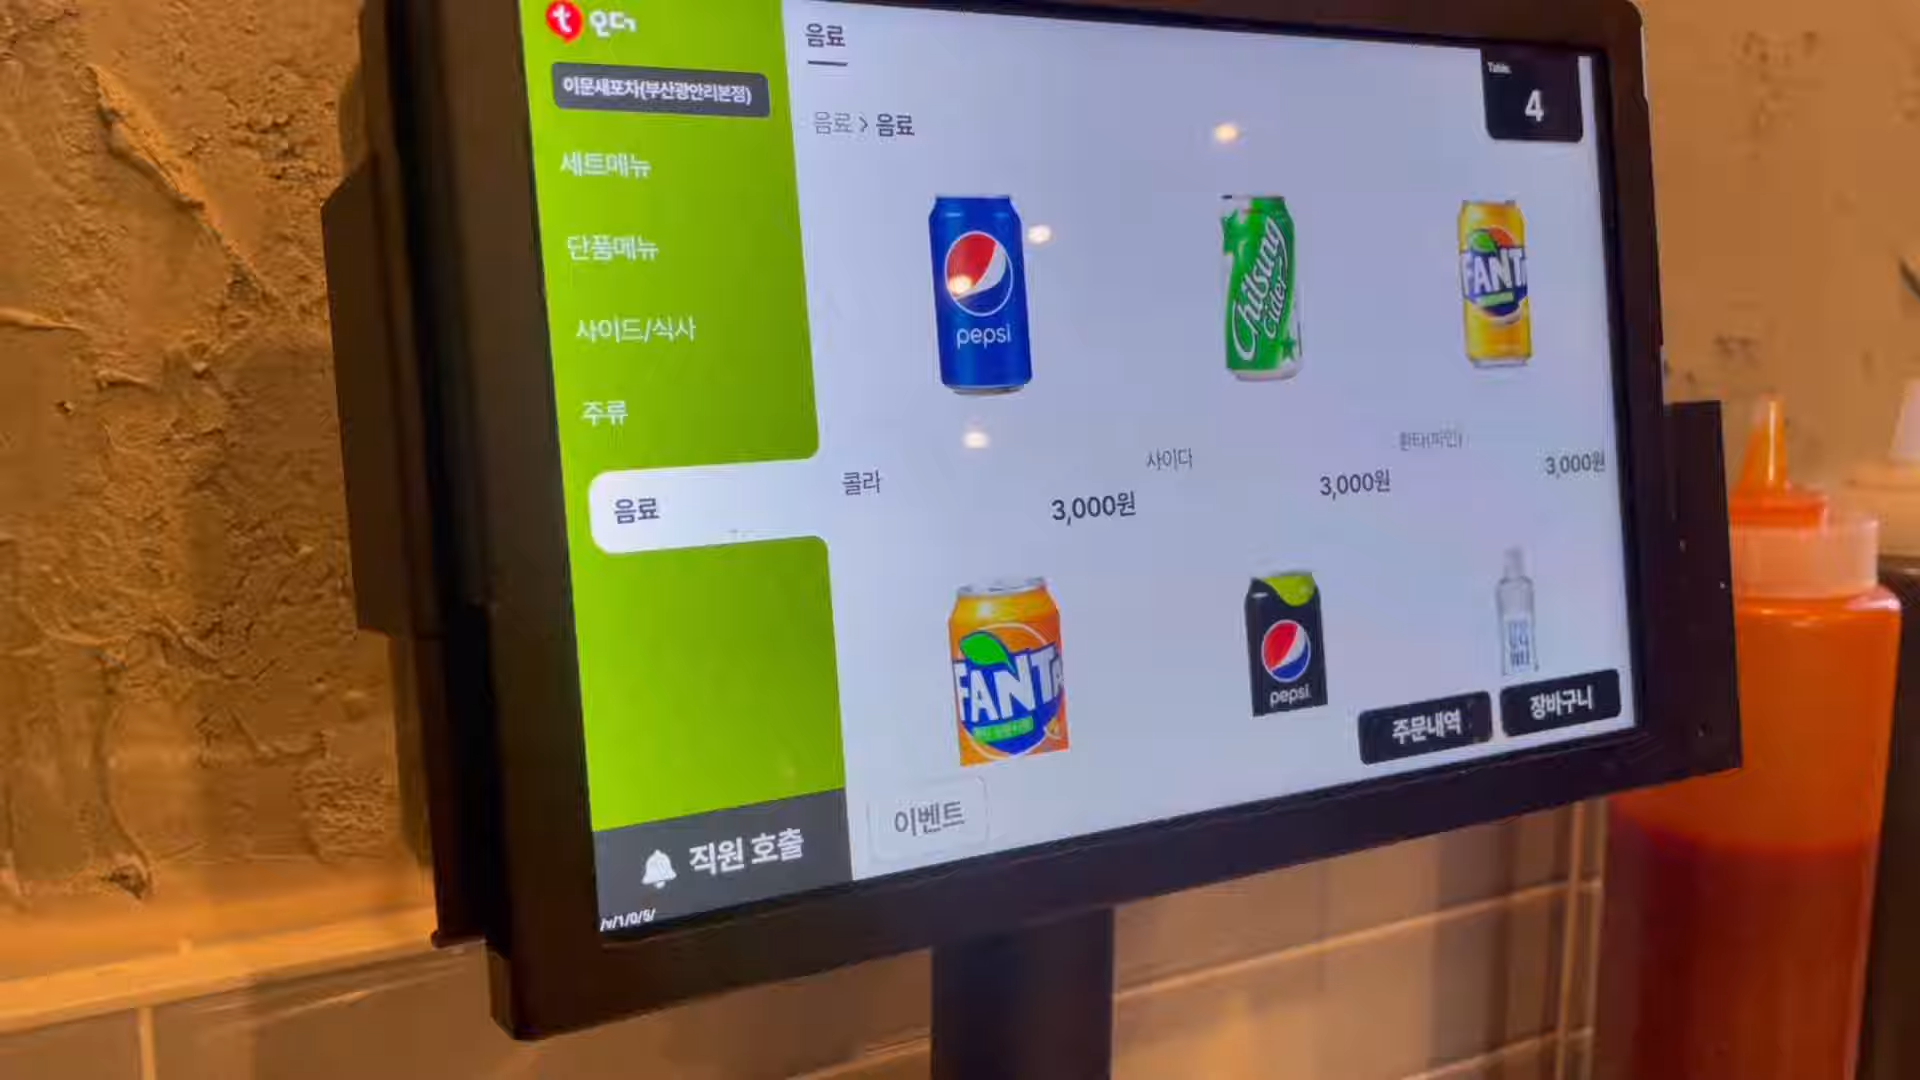 t 오더
이문새포차(부산광안리본점)
세트메뉴
단품메뉴
사이드/식사
주류
음료
직원 호출
/v/1/0/5/
음료
음료 > 음료
Table
4
pepsi
Chilsung
Cider
FANTA
콜라
3,000원
사이다
3,000원
환타(파인)
3,000원
FANTA
pepsi
이벤트
주문내역
장바구니